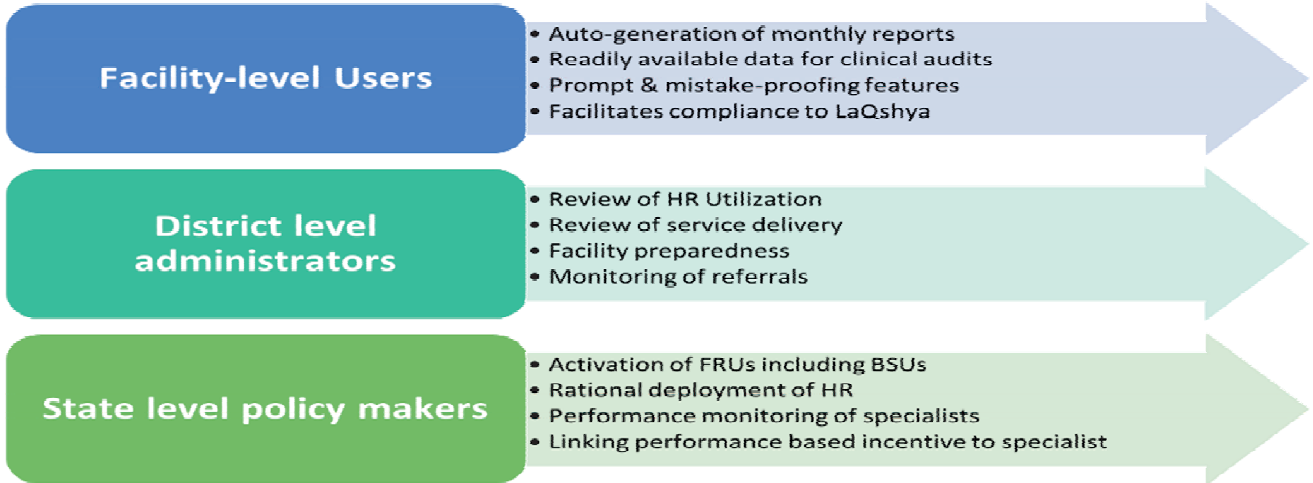 Facility-level Users
• Auto-generation of monthly reports
• Readily available data for clinical audits
• Prompt & mistake-proofing features
• Facilitates compliance to LaQshya
District level
administrators
• Review of HR Utilization
• Review of service delivery
• Facility preparedness
• Monitoring of referrals
State level policy makers
• Activation of FRUs including BSUs
• Rational deployment of HR
• Performance monitoring of specialists
• Linking performance based incentive to specialist